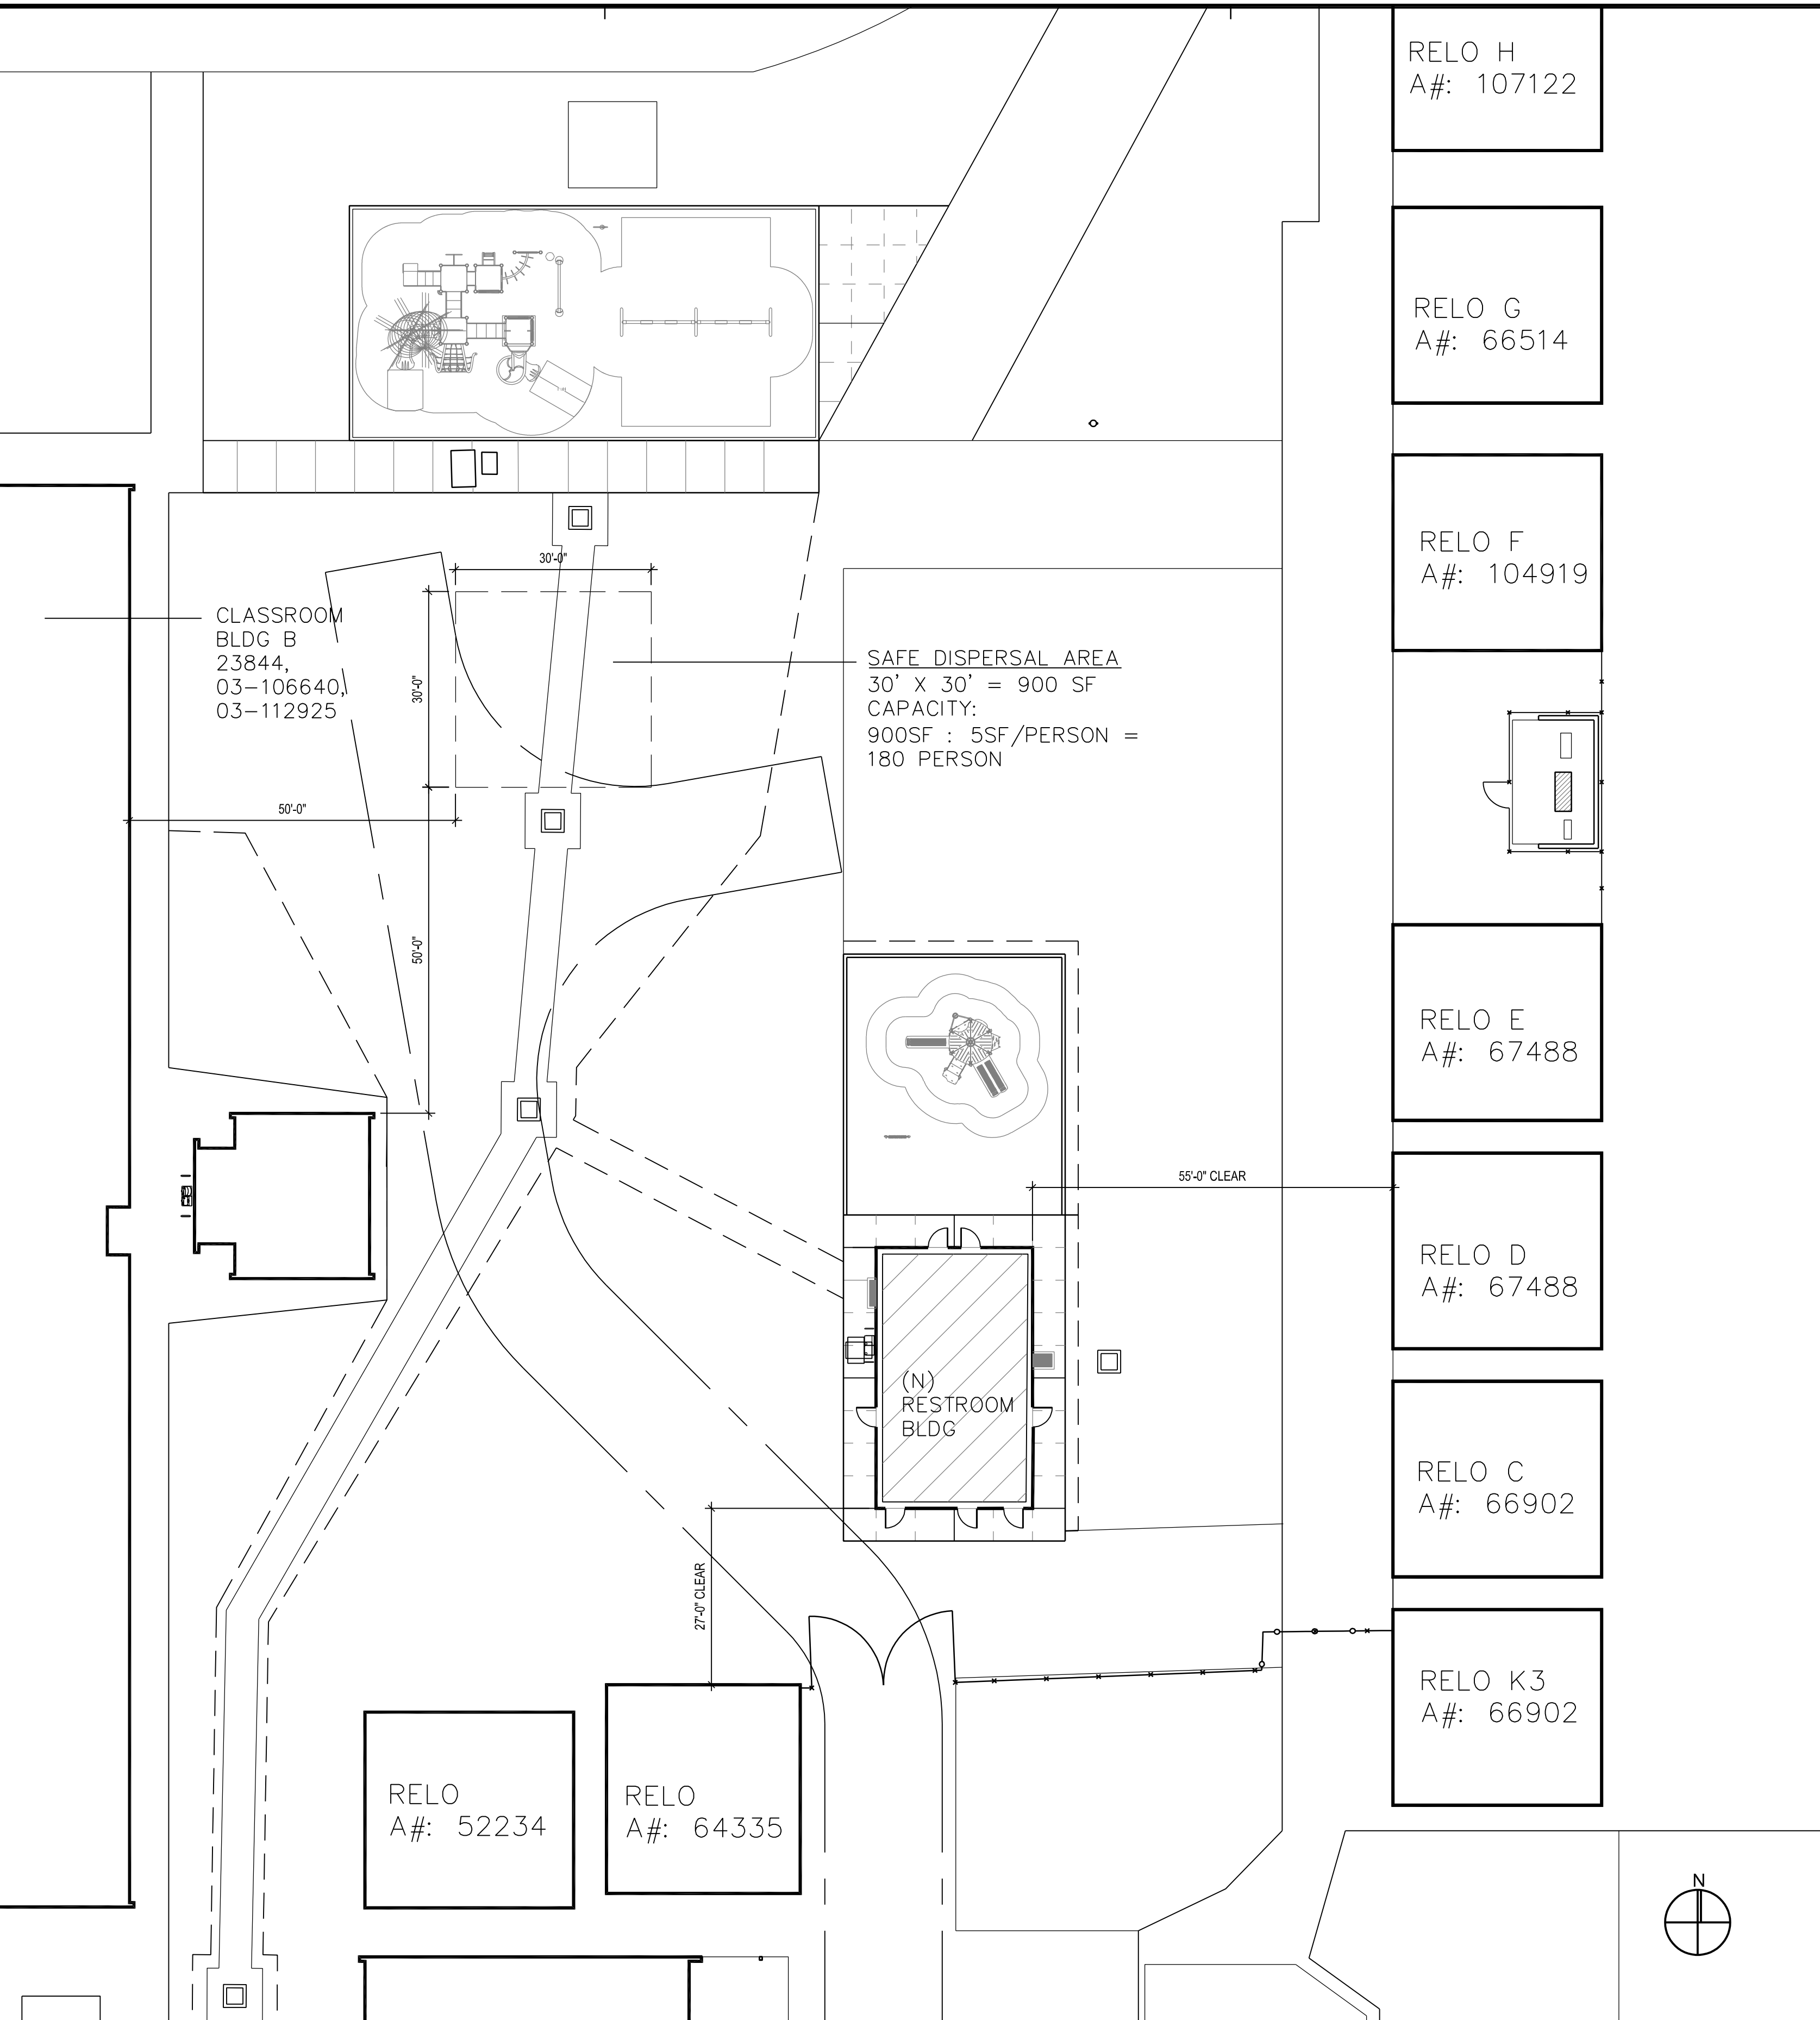 RELO H
A#: 107122
RELO G
A#: 66514
RELO F
A#: 104919
30'-0"
CLASSROOM
BLDG B
23844,
03-106640,
03-112925
30'-0"
SAFE DISPERSAL AREA
30' X 30' = 900 SF
CAPACITY:
900SF : 5SF/PERSON =
180 PERSON
50'-0"
50'-0"
RELO E
A#: 67488
55'-0" CLEAR
RELO D
A#: 67488
(N)
RESTROOM
BLDG
RELO C
A#: 66902
27'-0" CLEAR
RELO K3
A#: 66902
RELO
A#: 52234
RELO
A#: 64335
N